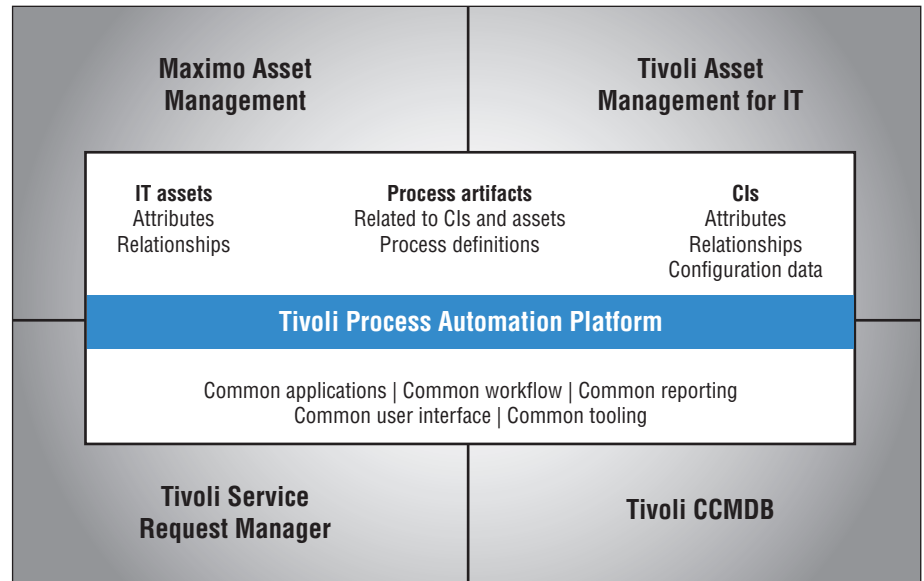 Maximo Asset
Management
Tivoli Asset
Management for IT
IT assets
Attributes
Relationships
Process artifacts
Related to CIs and assets
Process definitions
CIs
Attributes
Relationships
Configuration data
Tivoli Process Automation Platform
Common applications | Common workflow | Common reporting
Common user interface | Common tooling
Tivoli Service
Request Manager
Tivoli CCMDB